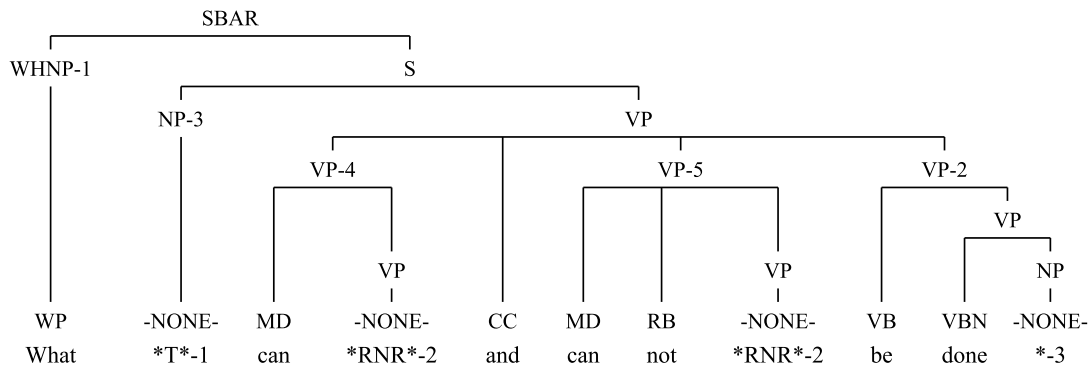 SBAR
WHNP-1 S
NP-3 VP
VP-4 VP-5 VP-2
VP
VP VP NP
WP -NONE- MD -NONE- CC MD RB -NONE- VB VBN -NONE-
What *T*-1 can *RNR*-2 and can not *RNR*-2 be done *-3